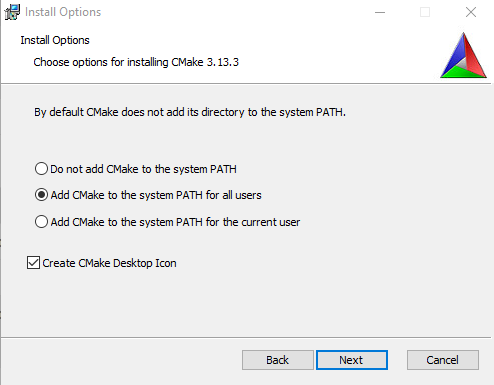 Install Options
Install Options
Choose options for installing CMake 3.13.3
By default CMake does not add its directory to the system PATH.
Do not add CMake to the system PATH
Add CMake to the system PATH for all users
Add CMake to the system PATH for the current user
Create CMake Desktop Icon
Back Next Cancel